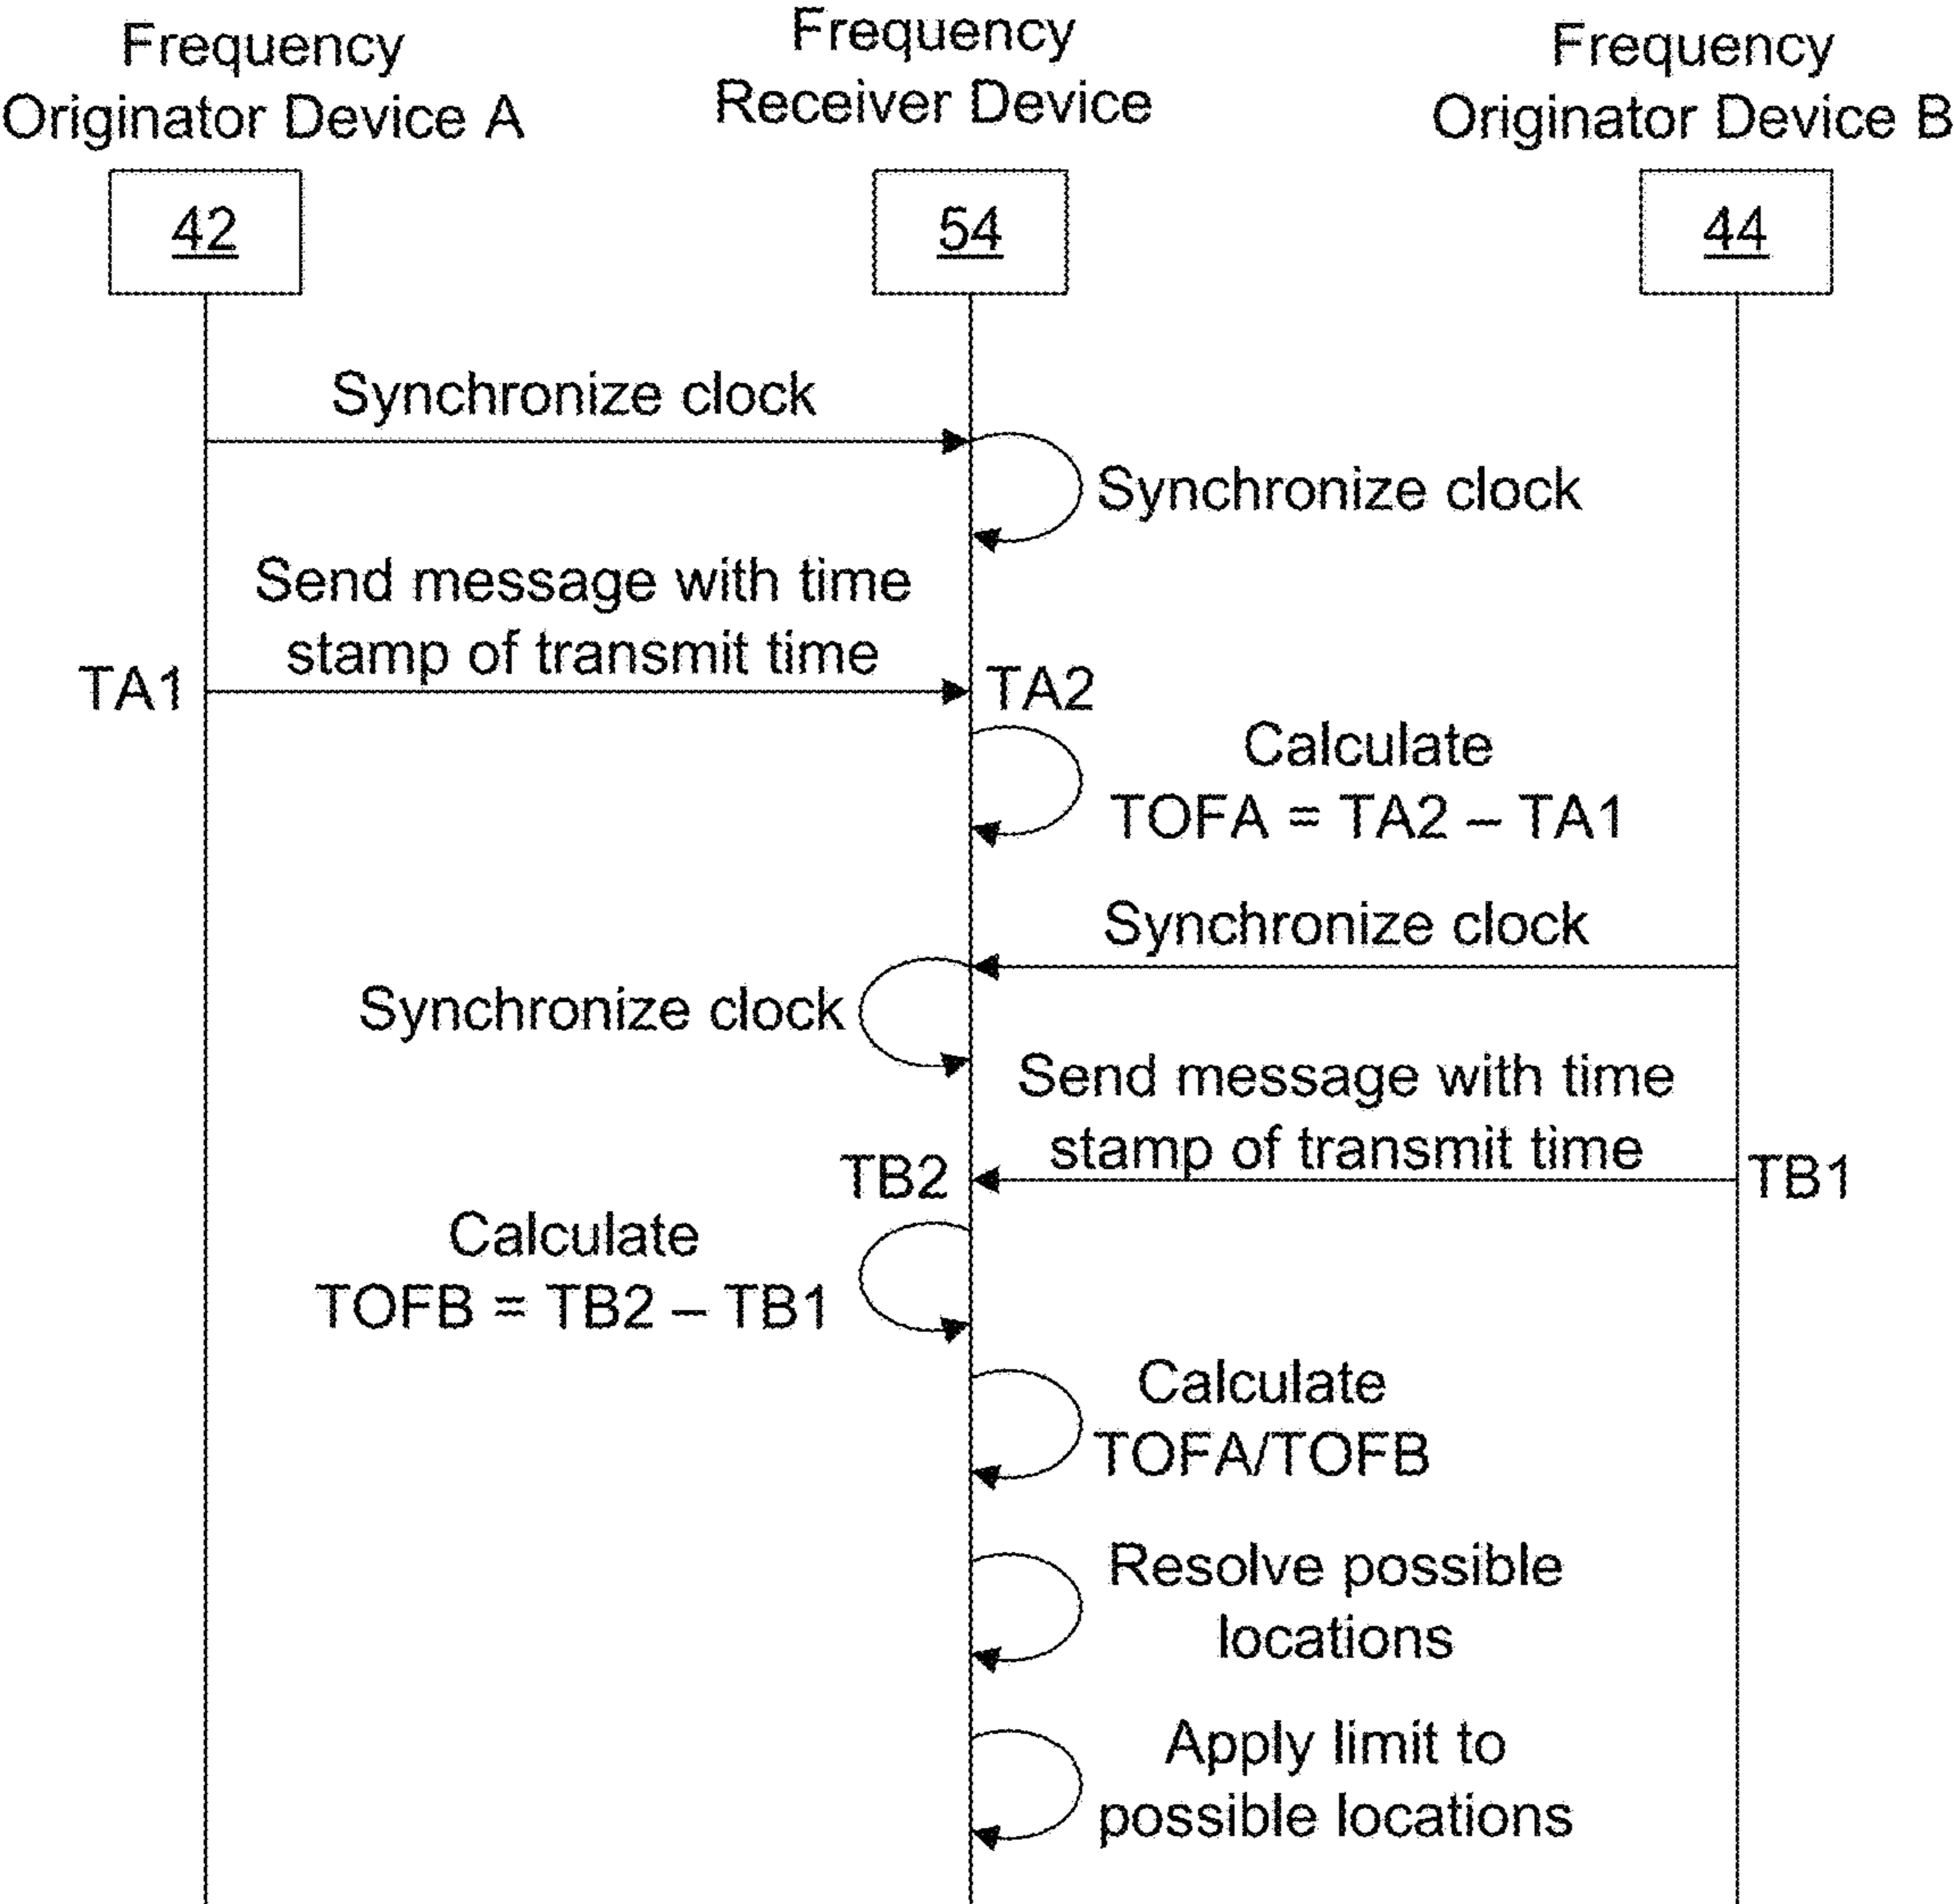 Frequency
Originator Device A
Frequency
Receiver Device
Frequency
Originator Device B
42
54
44
Synchronize clock
Synchronize clock
Send message with time
stamp of transmit time
TA1
TA2
Calculate
TOFA = TA2 – TA1
Synchronize clock
Synchronize clock
Send message with time
stamp of transmit time
TB2
TB1
Calculate
TOFB = TB2 – TB1
Calculate
TOFA/TOFB
Resolve possible
locations
Apply limit to
possible locations